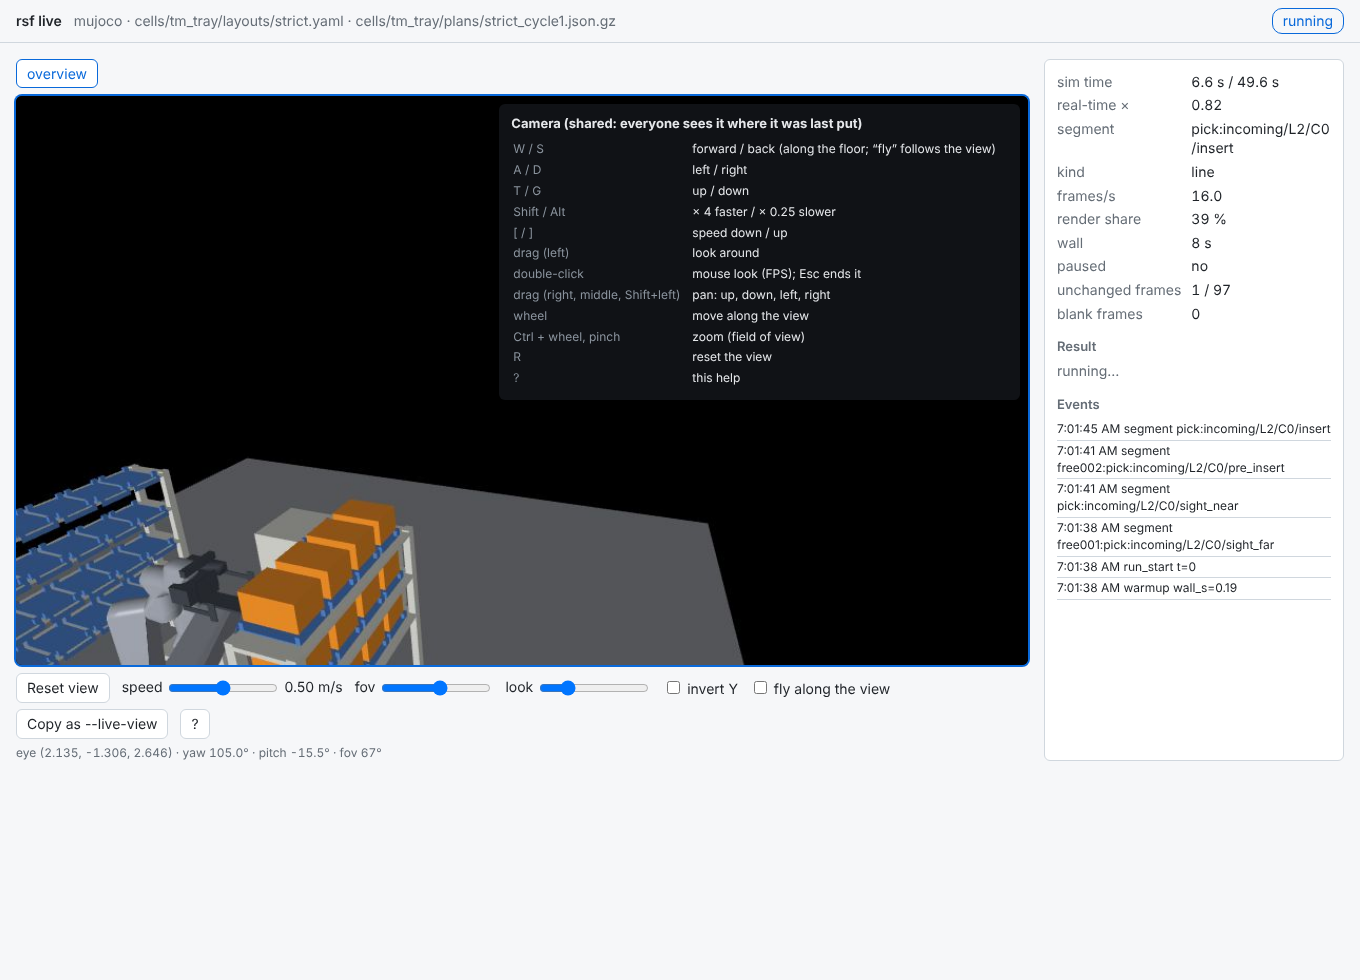 rsf live mujoco · cells/tm_tray/layouts/strict.yaml · cells/tm_tray/plans/strict_cycle1.json.gz
running
overview
Camera (shared: everyone sees it where it was last put)
W / S forward / back (along the floor; “fly” follows the view)
A / D left / right
T / G up / down
Shift / Alt × 4 faster / × 0.25 slower
[ / ] speed down / up
drag (left) look around
double-click mouse look (FPS); Esc ends it
drag (right, middle, Shift+left) pan: up, down, left, right
wheel move along the view
Ctrl + wheel, pinch zoom (field of view)
R reset the view
? this help
Reset view speed 0.50 m/s fov look invert Y fly along the view
Copy as --live-view ?
eye (2.135, -1.306, 2.646) · yaw 105.0° · pitch -15.5° · fov 67°
sim time 6.6 s / 49.6 s
real-time × 0.82
segment pick:incoming/L2/C0
/insert
kind line
frames/s 16.0
render share 39 %
wall 8 s
paused no
unchanged frames 1 / 97
blank frames 0
Result
running...
Events
7:01:45 AM segment pick:incoming/L2/C0/insert
7:01:41 AM segment
free002:pick:incoming/L2/C0/pre_insert
7:01:41 AM segment
pick:incoming/L2/C0/sight_near
7:01:38 AM segment
free001:pick:incoming/L2/C0/sight_far
7:01:38 AM run_start t=0
7:01:38 AM warmup wall_s=0.19